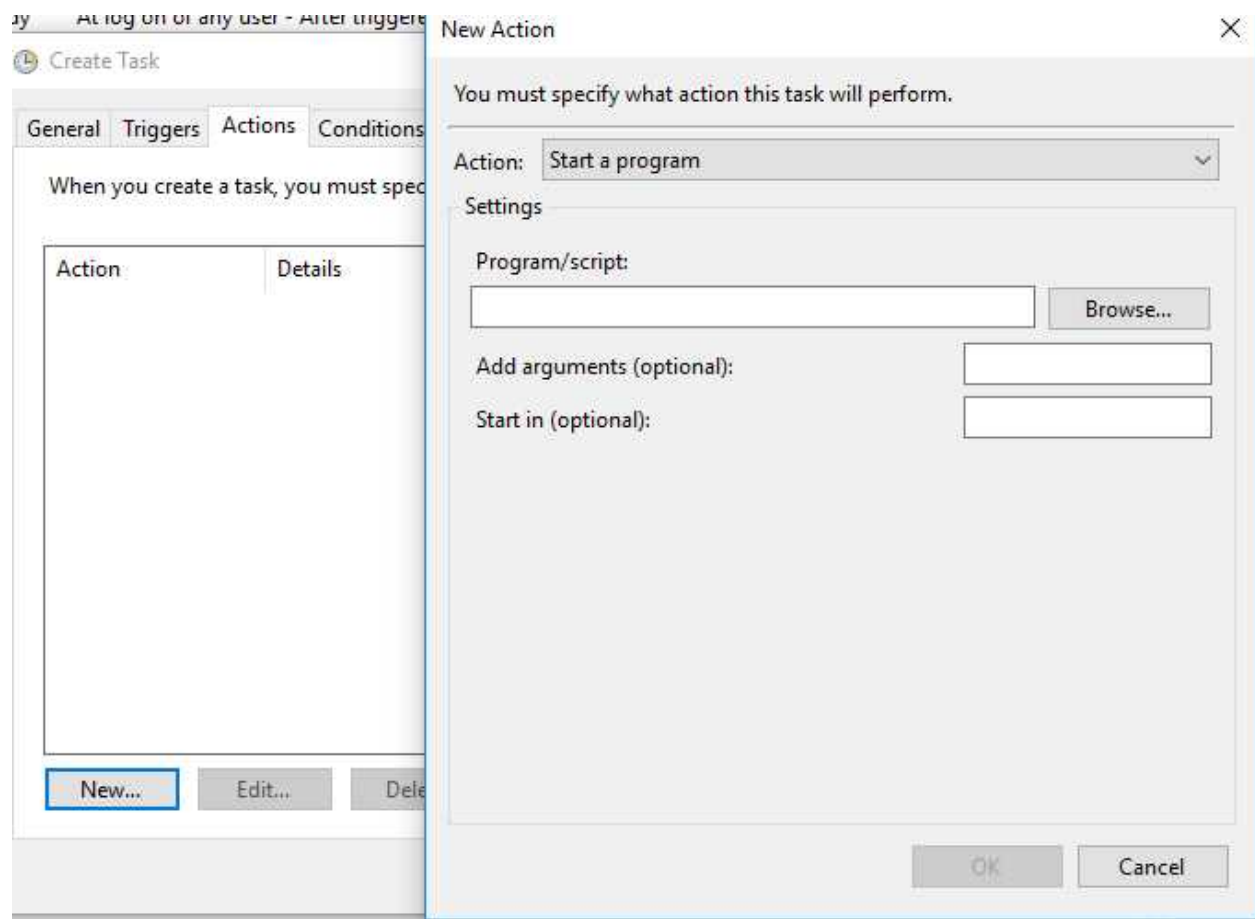 At log on of any user - After triggere
Create Task
General Triggers Actions Conditions
When you create a task, you must spec
Action Details
New... Edit... Dele
New Action
You must specify what action this task will perform.
Action: Start a program
Settings
Program/script:
Browse...
Add arguments (optional):
Start in (optional):
OK Cancel